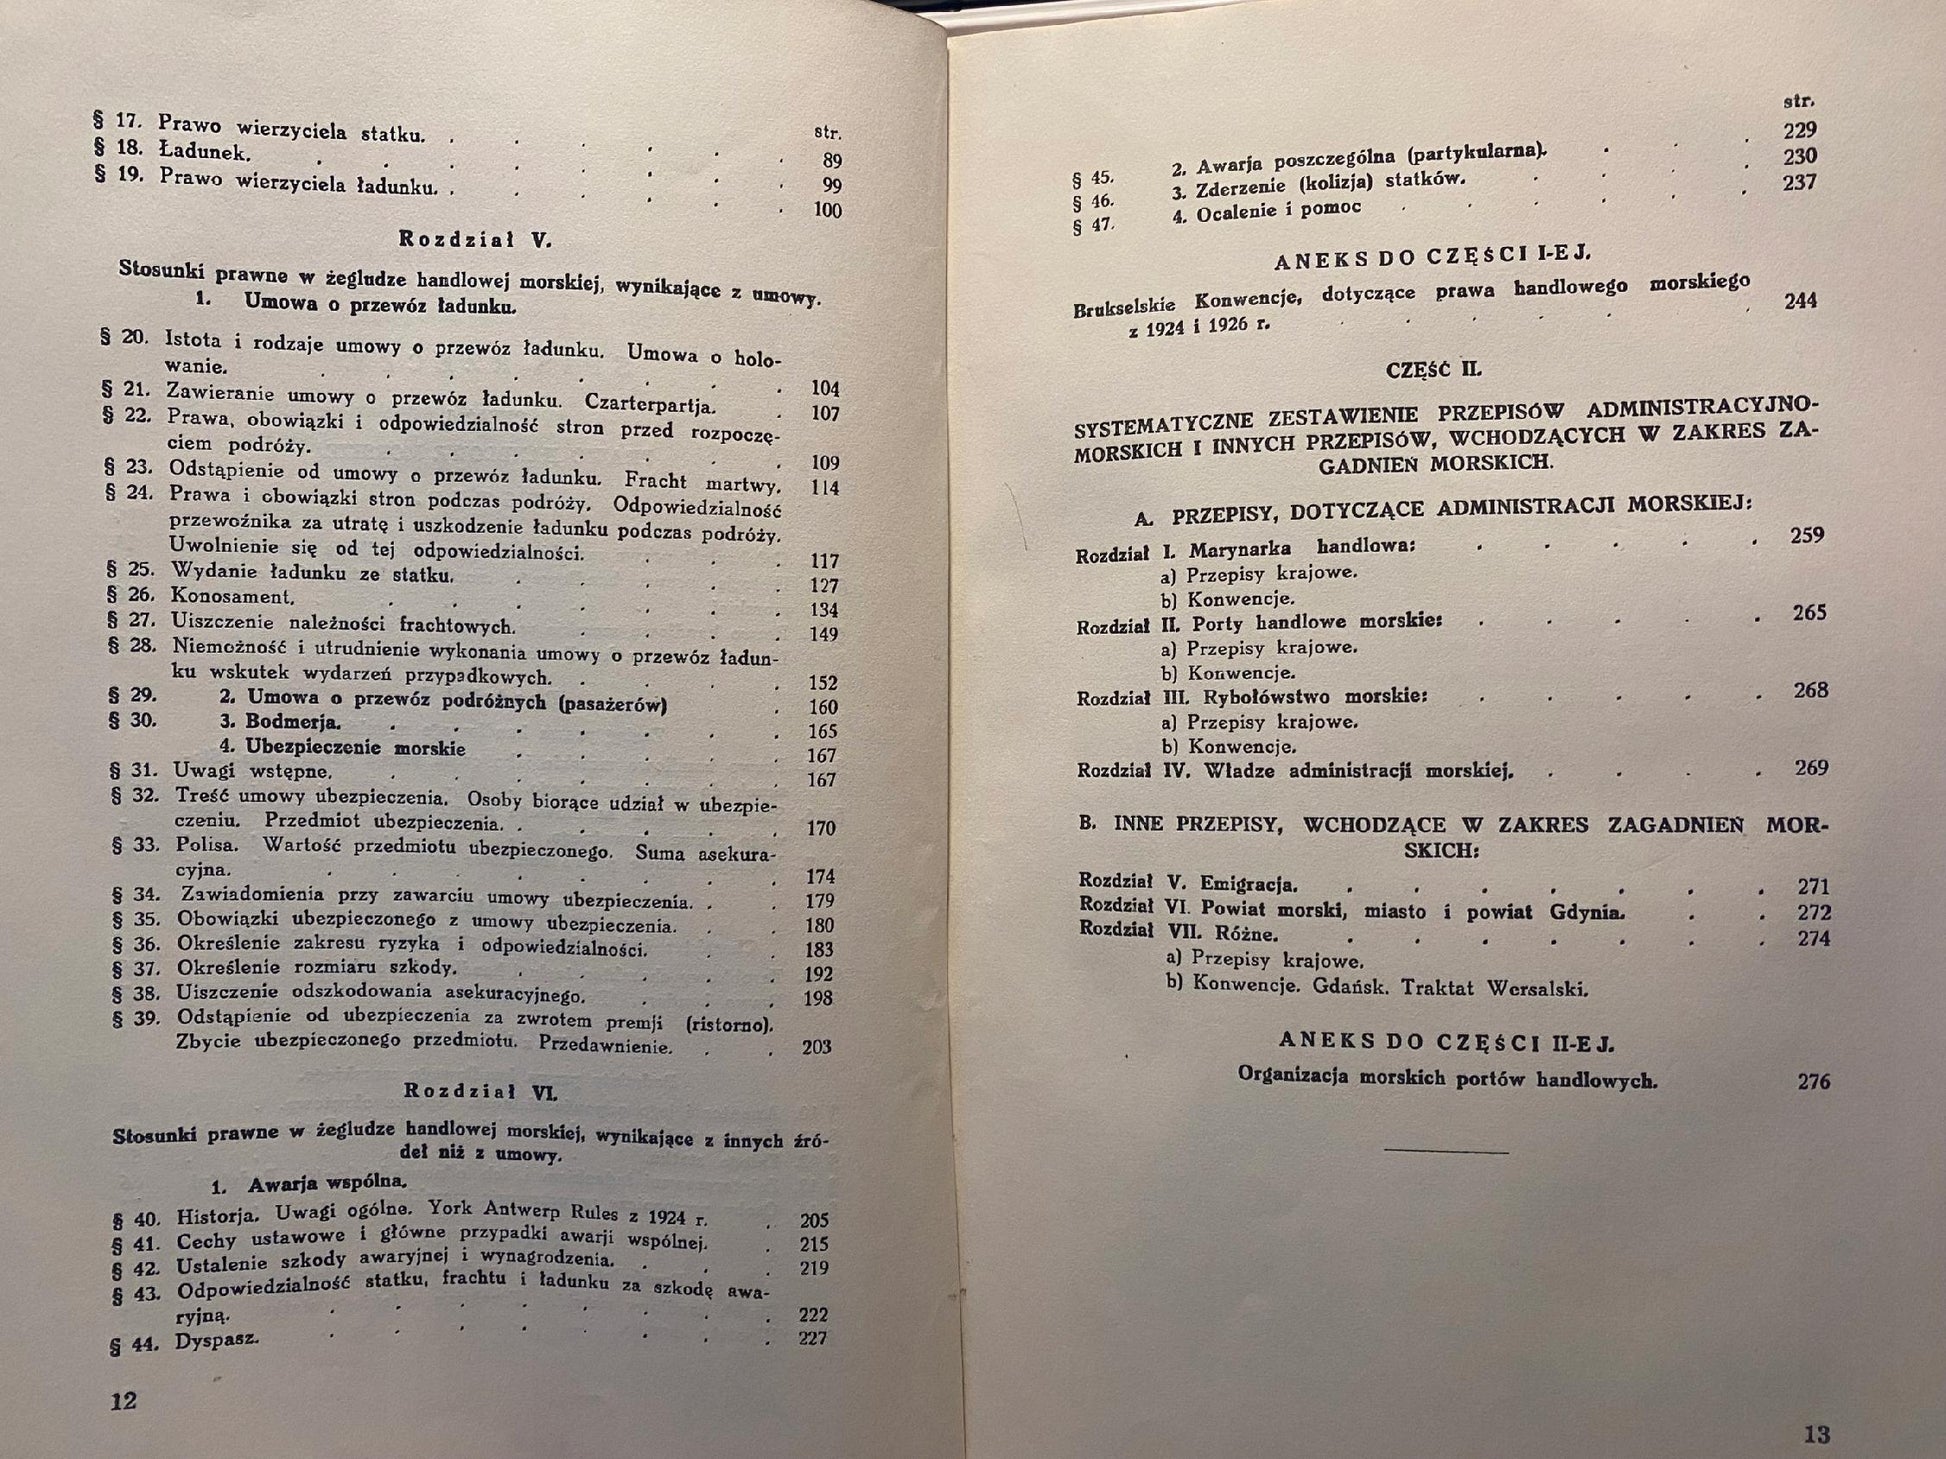 str.
§ 17. Prawo wierzyciela statku. . . . . . . 89
§ 18. Ładunek. . . . . . . . . 99
§ 19. Prawo wierzyciela ładunku. . . . . . . 100
Rozdział V.
Stosunki prawne w żegludze handlowej morskiej, wynikające z umowy.
1. Umowa o przewóz ładunku.
§ 20. Istota i rodzaje umowy o przewóz ładunku. Umowa o holo-
wanie. . . . . . . . . 104
§ 21. Zawieranie umowy o przewóz ładunku. Czarterpartja. . 107
§ 22. Prawa, obowiązki i odpowiedzialność stron przed rozpoczę-
ciem podróży. . . . . . . . 109
§ 23. Odstąpienie od umowy o przewóz ładunku. Fracht martwy. 114
§ 24. Prawa i obowiązki stron podczas podróży. Odpowiedzialność
przewoźnika za utratę i uszkodzenie ładunku podczas podróży.
Uwolnienie się od tej odpowiedzialności. . . . 117
§ 25. Wydanie ładunku ze statku. . . . . . 127
§ 26. Konosament. . . . . . . . 134
§ 27. Uiszczenie należności frachtowych. . . . . 149
§ 28. Niemożność i utrudnienie wykonania umowy o przewóz ładun-
ku wskutek wydarzeń przypadkowych. . . . . 152
§ 29. 2. Umowa o przewóz podróżnych (pasażerów) . 160
§ 30. 3. Bodmerja. . . . . . . . 165
4. Ubezpieczenie morskie . . . . . 167
§ 31. Uwagi wstępne. . . . . . . . 167
§ 32. Treść umowy ubezpieczenia. Osoby biorące udział w ubezpie-
czeniu. Przedmiot ubezpieczenia. . . . . . 170
§ 33. Polisa. Wartość przedmiotu ubezpieczonego. Suma asekura-
cyjna. . . . . . . . . 174
§ 34. Zawiadomienia przy zawarciu umowy ubezpieczenia. . . 179
§ 35. Obowiązki ubezpieczonego z umowy ubezpieczenia. . . 180
§ 36. Określenie zakresu ryzyka i odpowiedzialności. . . 183
§ 37. Określenie rozmiaru szkody. . . . . . 192
§ 38. Uiszczenie odszkodowania asekuracyjnego. . . . 198
§ 39. Odstąpienie od ubezpieczenia za zwrotem premji (ristorno).
Zbycie ubezpieczonego przedmiotu. Przedawnienie. . . 203
Rozdział VI.
Stosunki prawne w żegludze handlowej morskiej, wynikające z innych źró-
deł niż z umowy.
1. Awarja wspólna.
§ 40. Historja. Uwagi ogólne. York Antwerp Rules z 1924 r. . 205
§ 41. Cechy ustawowe i główne przypadki awarji wspólnej. . 215
§ 42. Ustalenie szkody awaryjnej i wynagrodzenia. . . . 219
§ 43. Odpowiedzialność statku, frachtu i ładunku za szkodę awa-
ryjną. . . . . . . . . 222
§ 44. Dyspasz. . . . . . . . 227
12
str.
§ 45. 2. Awarja poszczególna (partykularna). . . . 229
§ 46. 3. Zderzenie (kolizja) statków. . . . . 230
§ 47. 4. Ocalenie i pomoc . . . . . . 237
ANEKS DO CZĘŚCI I-EJ.
Brukselskie Konwencje, dotyczące prawa handlowego morskiego
z 1924 i 1926 r. . . . . . . . 244
CZĘŚĆ II.
SYSTEMATYCZNE ZESTAWIENIE PRZEPISÓW ADMINISTRACYJNO-
MORSKICH I INNYCH PRZEPISÓW, WCHODZĄCYCH W ZAKRES ZA-
GADNIEŃ MORSKICH.
A. PRZEPISY, DOTYCZĄCE ADMINISTRACJI MORSKIEJ:
Rozdział I. Marynarka handlowa: . . . . . 259
a) Przepisy krajowe.
b) Konwencje.
Rozdział II. Porty handlowe morskie: . . . . . 265
a) Przepisy krajowe.
b) Konwencje.
Rozdział III. Rybołówstwo morskie: . . . . . 268
a) Przepisy krajowe.
b) Konwencje.
Rozdział IV. Władze administracji morskiej. . . . . 269
B. INNE PRZEPISY, WCHODZĄCE W ZAKRES ZAGADNIEŃ MOR-
SKICH:
Rozdział V. Emigracja. . . . . . . . 271
Rozdział VI. Powiat morski, miasto i powiat Gdynia. . . 272
Rozdział VII. Różne. . . . . . . . 274
a) Przepisy krajowe.
b) Konwencje. Gdańsk. Traktat Wersalski.
ANEKS DO CZĘŚCI II-EJ.
Organizacja morskich portów handlowych. 276
13